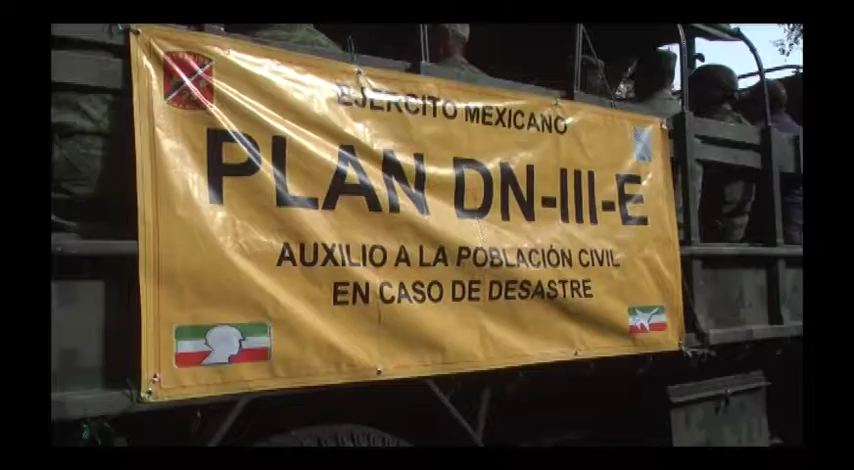 EJERCITO MEXICANO
PLAN DN-III-E
AUXILIO A LA POBLACIÓN CIVIL
EN CASO DE DESASTRE